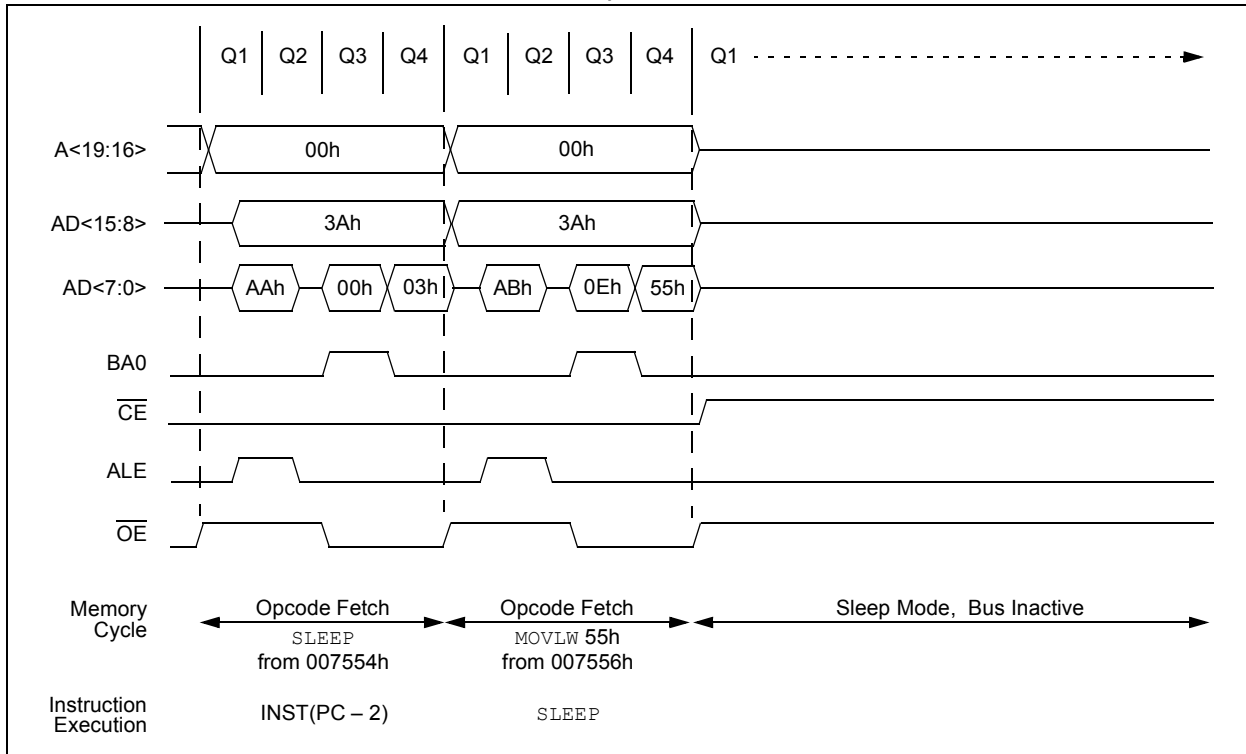 Q1 Q2 Q3 Q4 Q1 Q2 Q3 Q4 Q1
A<19:16> 00h 00h
AD<15:8> 3Ah 3Ah
AD<7:0> AAh 00h 03h ABh 0Eh 55h
BA0
CE
ALE
OE
Memory
Cycle
Opcode Fetch
SLEEP
from 007554h
Opcode Fetch
MOVLW 55h
from 007556h
Sleep Mode, Bus Inactive
Instruction
Execution
INST(PC – 2)
SLEEP